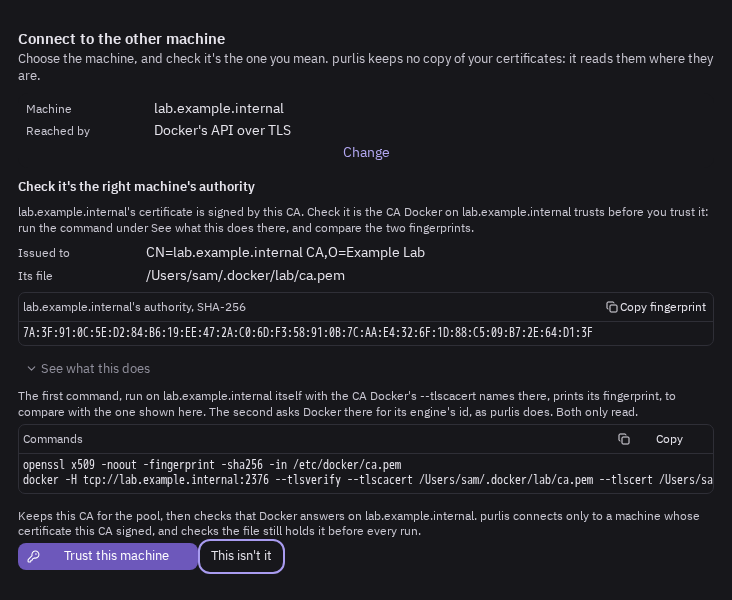 Connect to the other machine
Choose the machine, and check it's the one you mean. purlis keeps no copy of your certificates: it reads them where they
are.
Machine lab.example.internal
Reached by Docker's API over TLS
Change
Check it's the right machine's authority
lab.example.internal's certificate is signed by this CA. Check it is the CA Docker on lab.example.internal trusts before you trust it:
run the command under See what this does there, and compare the two fingerprints.
Issued to CN=lab.example.internal CA,O=Example Lab
Its file /Users/sam/.docker/lab/ca.pem
lab.example.internal's authority, SHA-256 Copy fingerprint
7A:3F:91:0C:5E:D2:84:B6:19:EE:47:2A:C0:6D:F3:58:91:0B:7C:AA:E4:32:6F:1D:88:C5:09:B7:2E:64:D1:3F
See what this does
The first command, run on lab.example.internal itself with the CA Docker's --tlscacert names there, prints its fingerprint, to
compare with the one shown here. The second asks Docker there for its engine's id, as purlis does. Both only read.
Commands Copy
openssl x509 -noout -fingerprint -sha256 -in /etc/docker/ca.pem
docker -H tcp://lab.example.internal:2376 --tlsverify --tlscacert /Users/sam/.docker/lab/ca.pem --tlscert /Users/sa
Keeps this CA for the pool, then checks that Docker answers on lab.example.internal. purlis connects only to a machine whose
certificate this CA signed, and checks the file still holds it before every run.
Trust this machine This isn't it